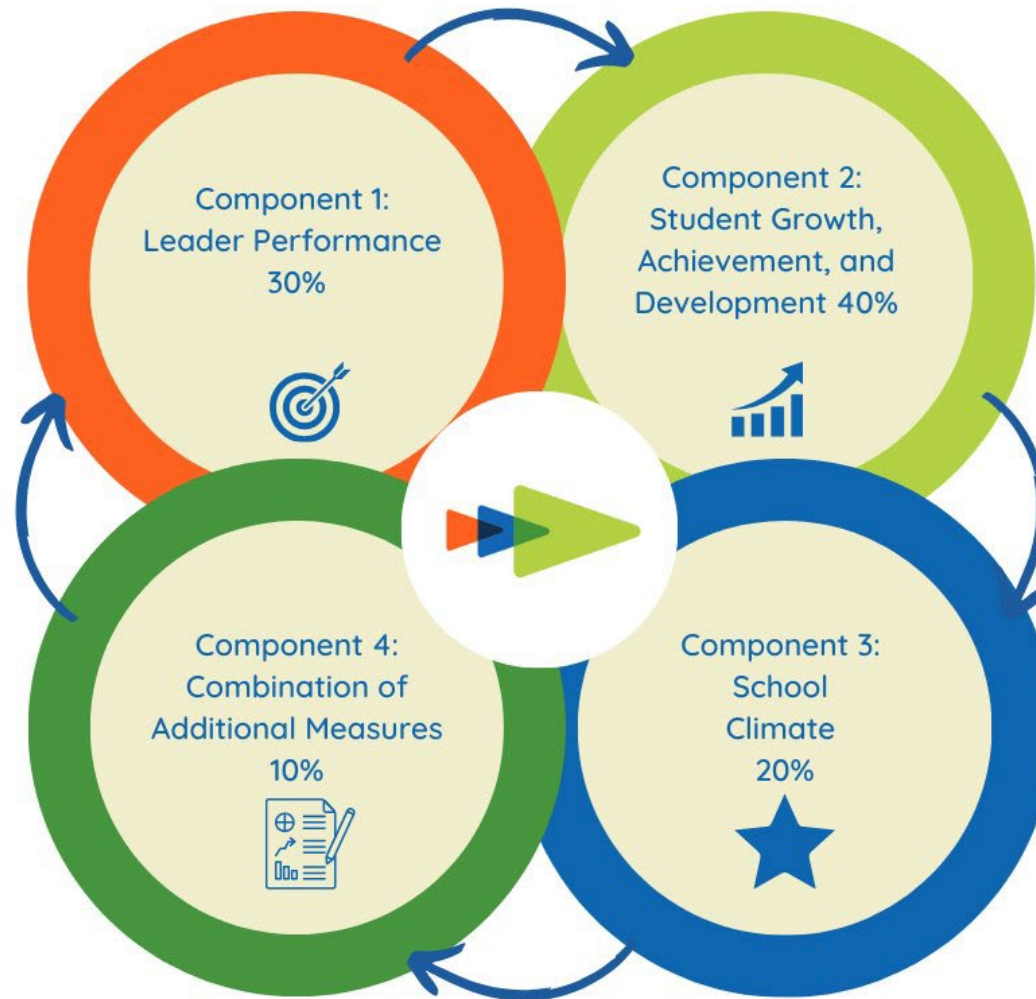 Component 1:
Leader Performance
30%
Component 2:
Student Growth,
Achievement, and
Development 40%
Component 3:
School
Climate
20%
Component 4:
Combination of
Additional Measures
10%